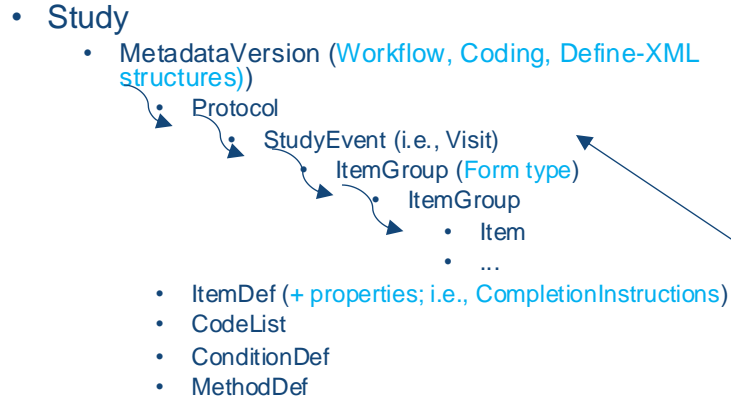 • Study
• MetadataVersion (Workflow, Coding, Define-XML
structures))
• Protocol
• StudyEvent (i.e., Visit)
• ItemGroup (Form type)
• ItemGroup
• Item
• ...
• ItemDef (+ properties; i.e., CompletionInstructions)
• CodeList
• ConditionDef
• MethodDef